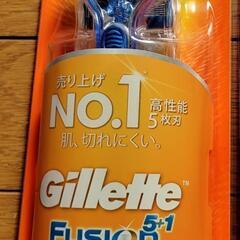 売り上げ
NO.1 高性能
5枚刃
肌、切れにくい。
Gillette™
FUSION 5+1